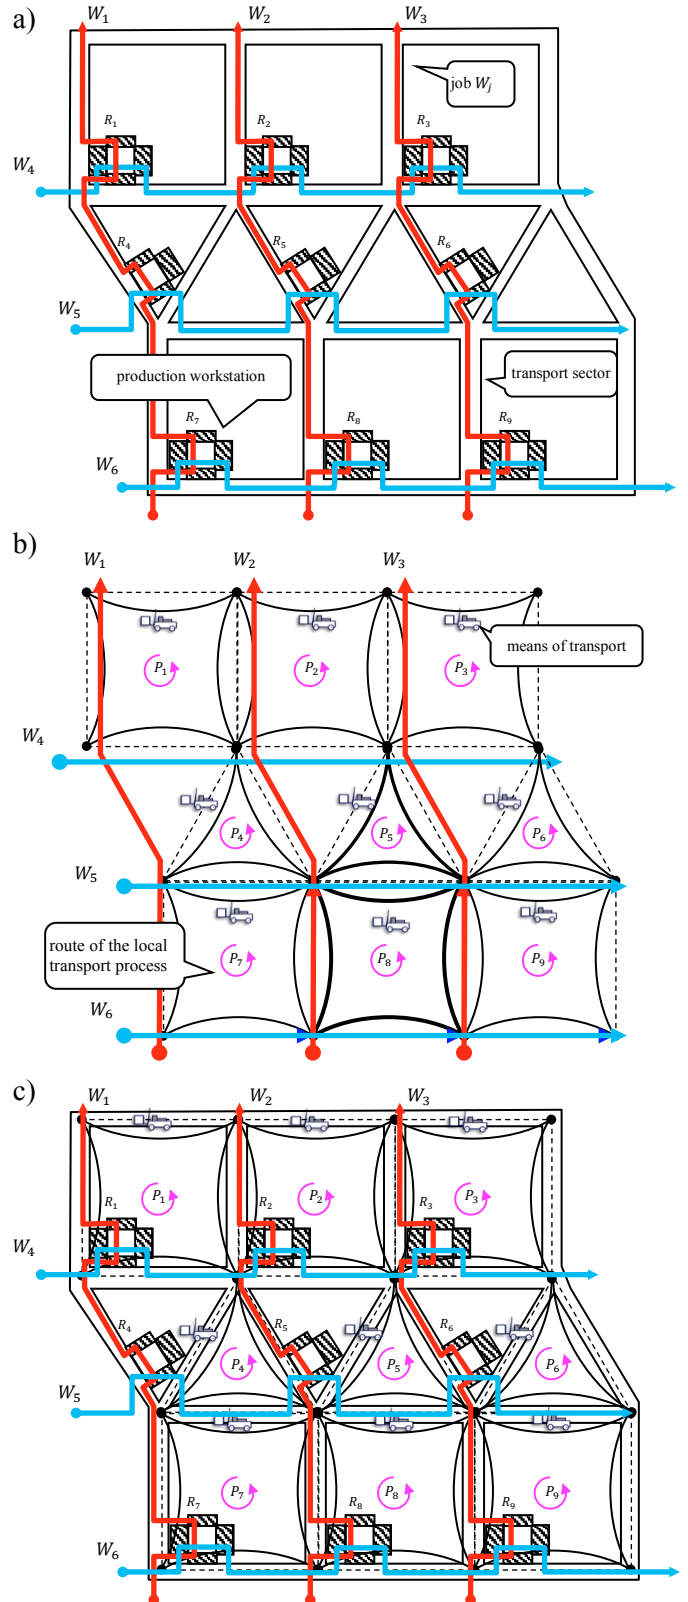 a)
W₁ W₂ W₃
job Wⱼ
R₁ R₂ R₃
W₄
R₄ R₅ R₆
W₅
production workstation
transport sector
R₇ R₈ R₉
W₆
b)
W₁ W₂ W₃
means of transport
P₁ P₂ P₃
W₄
P₄ P₅ P₆
W₅
route of the local
transport process
P₇ P₈ P₉
W₆
c)
W₁ W₂ W₃
P₁ P₂ P₃
R₁ R₂ R₃
W₄
R₄ R₅ R₆
P₄ P₅ P₆
W₅
P₇ P₈ P₉
R₇ R₈ R₉
W₆